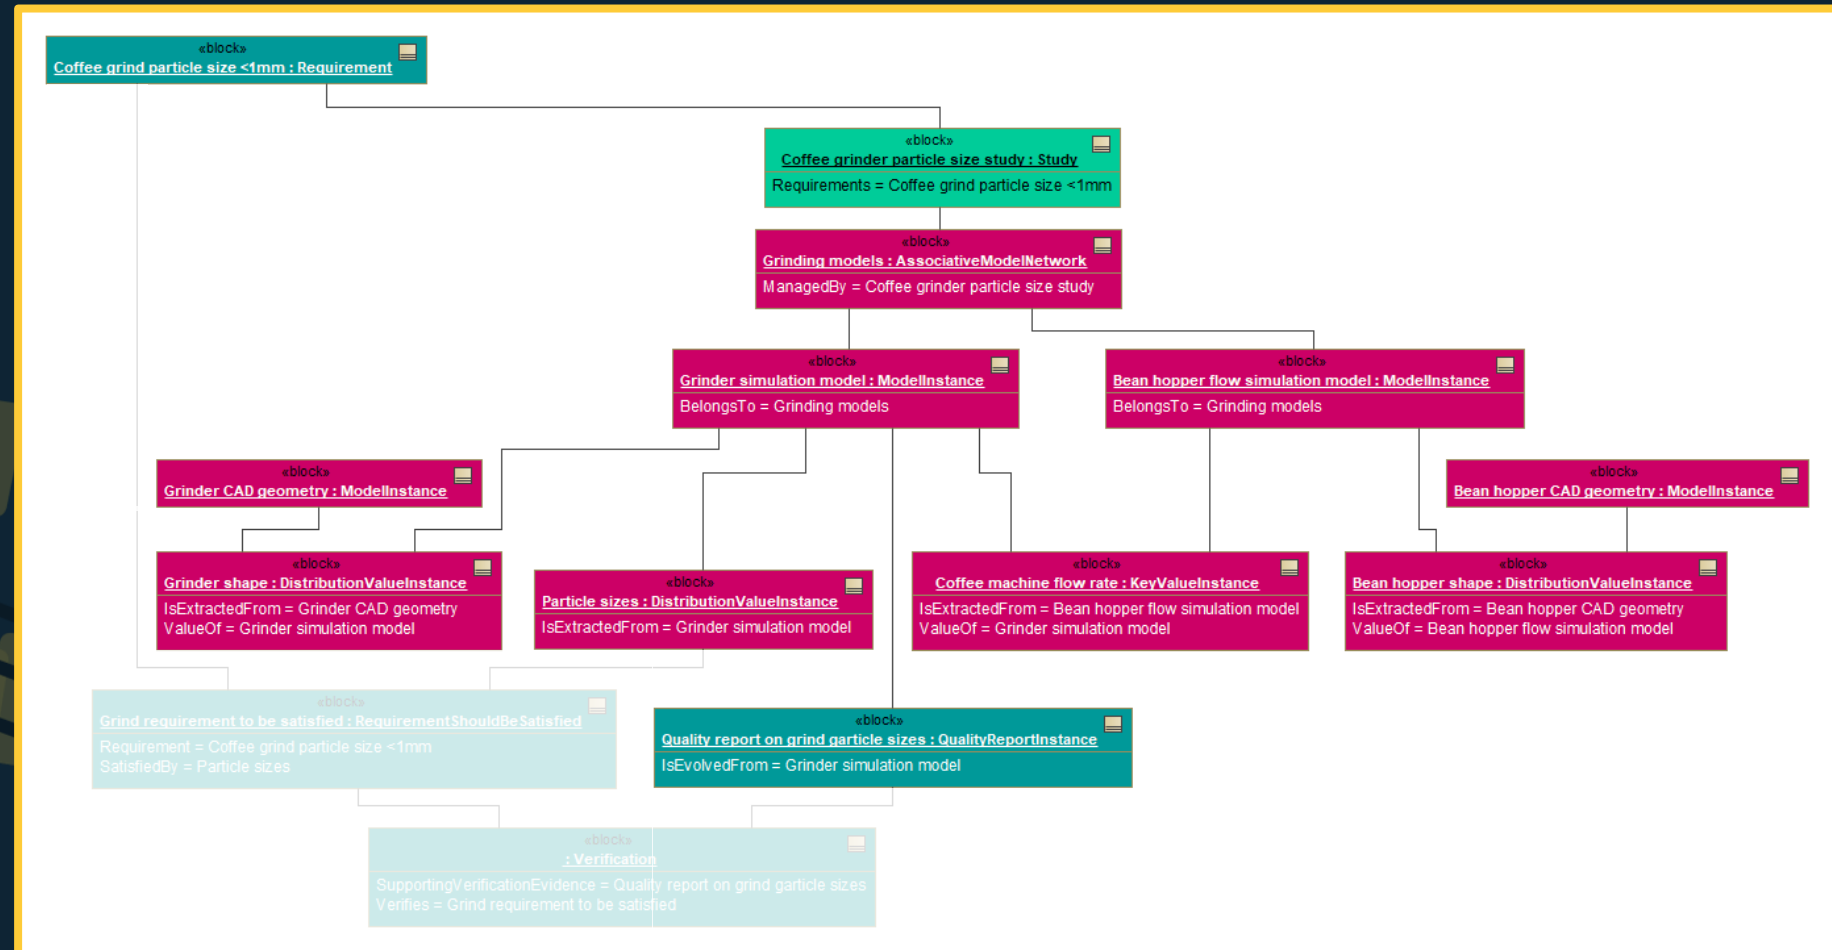 «block»
Coffee grind particle size <1mm : Requirement
«block»
Coffee grinder particle size study : Study
Requirements = Coffee grind particle size <1mm
«block»
Grinding models : AssociativeModelNetwork
ManagedBy = Coffee grinder particle size study
«block»
Grinder simulation model : ModelInstance
BelongsTo = Grinding models
«block»
Bean hopper flow simulation model : ModelInstance
BelongsTo = Grinding models
«block»
Grinder CAD geometry : ModelInstance
«block»
Bean hopper CAD geometry : ModelInstance
«block»
Grinder shape : DistributionValueInstance
IsExtractedFrom = Grinder CAD geometry
ValueOf = Grinder simulation model
«block»
Particle sizes : DistributionValueInstance
IsExtractedFrom = Grinder simulation model
«block»
Coffee machine flow rate : KeyValueInstance
IsExtractedFrom = Bean hopper flow simulation model
ValueOf = Grinder simulation model
«block»
Bean hopper shape : DistributionValueInstance
IsExtractedFrom = Bean hopper CAD geometry
ValueOf = Bean hopper flow simulation model
«block»
Grind requirement to be satisfied : RequirementShouldBeSatisfied
Requirement = Coffee grind particle size <1mm
SatisfiedBy = Particle sizes
«block»
Quality report on grind garticle sizes : QualityReportInstance
IsEvolvedFrom = Grinder simulation model
«block»
: Verification
SupportingVerificationEvidence = Quality report on grind garticle sizes
Verifies = Grind requirement to be satisfied